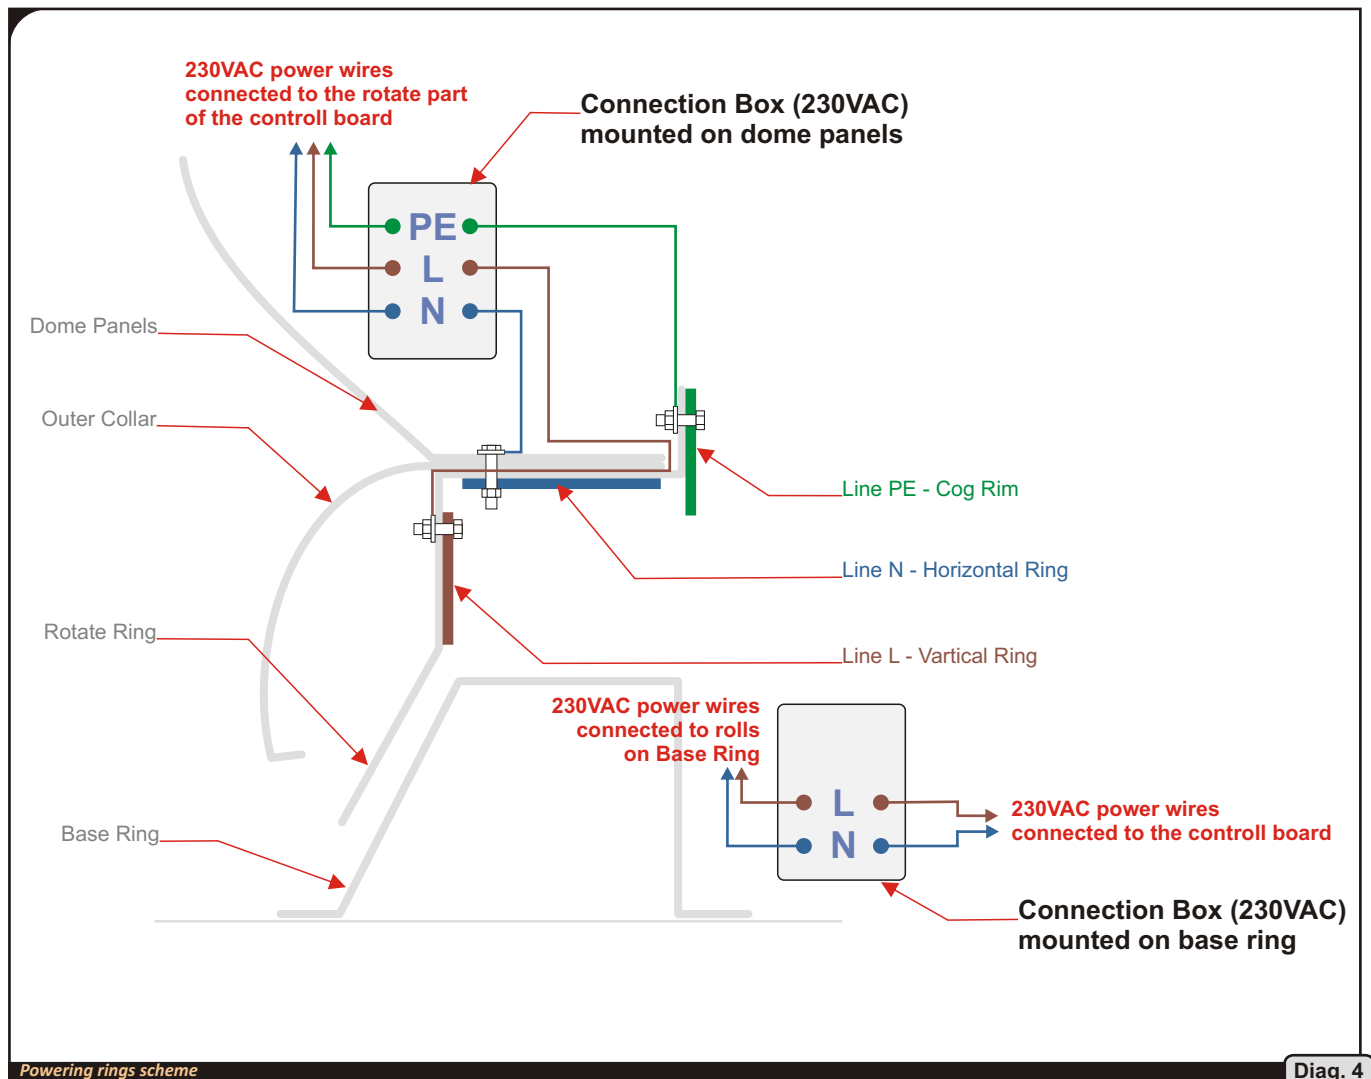 230VAC power wires
connected to the rotate part
of the controll board
Connection Box (230VAC)
mounted on dome panels
PE
L
N
Dome Panels
Outer Collar
Line PE - Cog Rim
Line N - Horizontal Ring
Rotate Ring
Line L - Vartical Ring
230VAC power wires
connected to rolls
on Base Ring
L
N
230VAC power wires
connected to the controll board
Base Ring
Connection Box (230VAC)
mounted on base ring
Powering rings scheme
Diag. 4